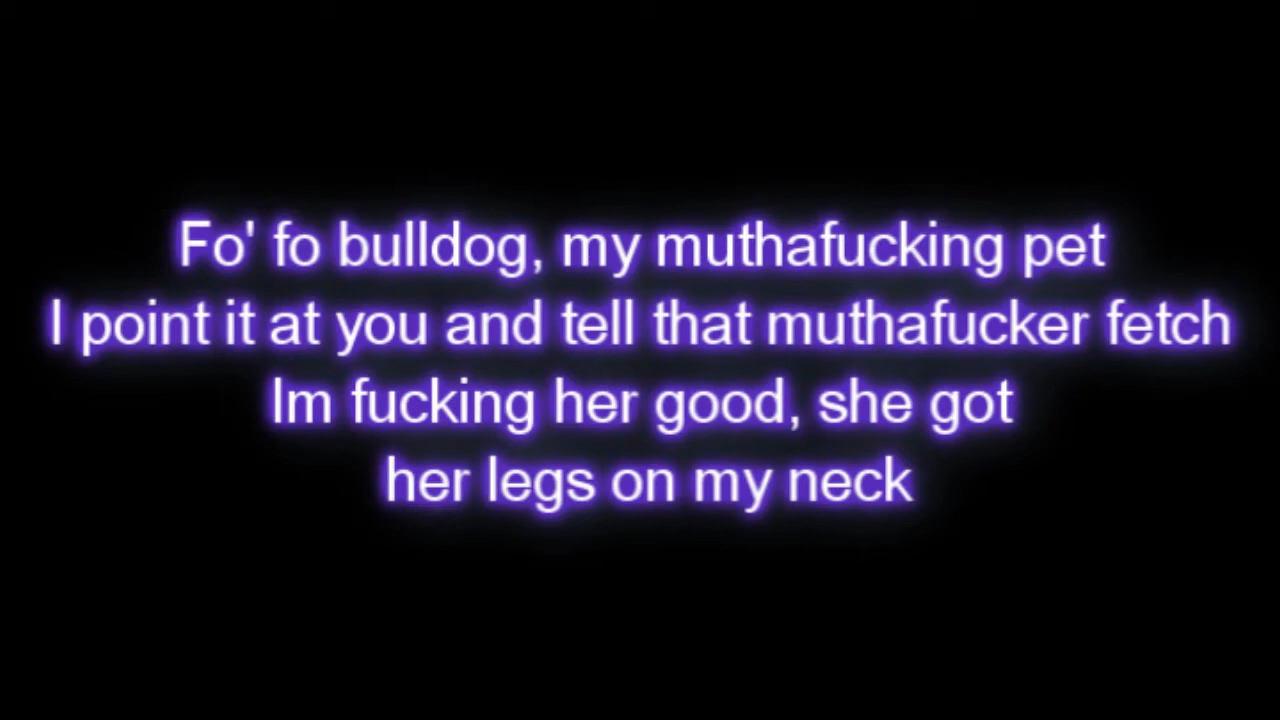 Fo' fo bulldog, my muthafucking pet
I point it at you and tell that muthafucker fetch
Im fucking her good, she got
her legs on my neck